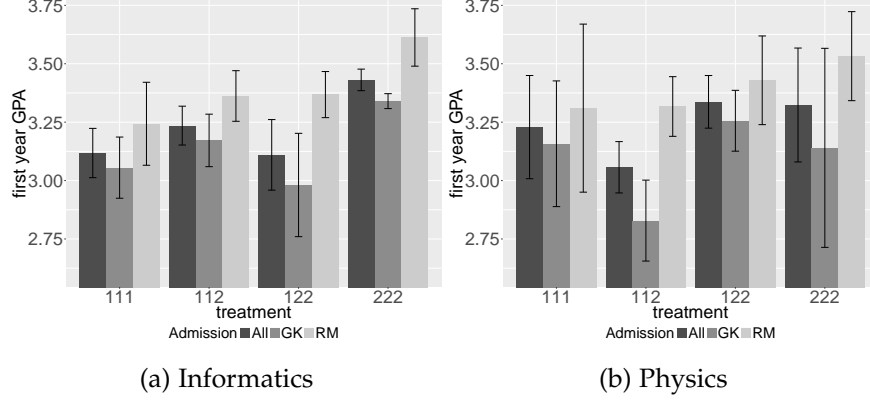 3.75
3.50
3.25
3.00
2.75
first year GPA
111 112 122 222
treatment
Admission All GK RM
(a) Informatics
3.75
3.50
3.25
3.00
2.75
first year GPA
111 112 122 222
treatment
Admission All GK RM
(b) Physics